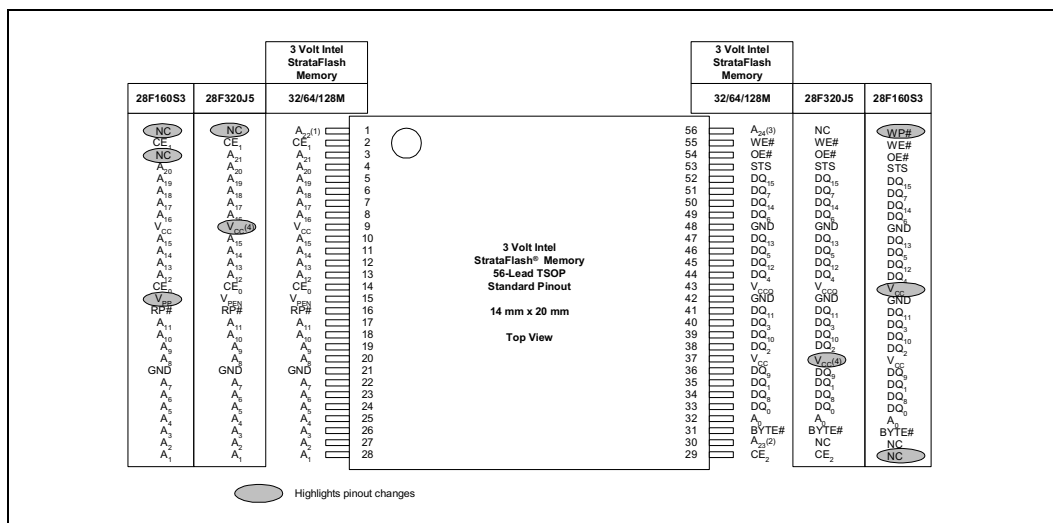 3 Volt Intel
StrataFlash
Memory
28F160S3 28F320J5 32/64/128M
NC NC A22(1) 1
CE1 CE1 CE1 2
NC A21 A21 3
A20 A20 A20 4
A19 A19 A19 5
A18 A18 A18 6
A17 A17 A17 7
A16 A16 A16 8
VCC VCC(4) VCC 9
A15 A15 A15 10
A14 A14 A14 11
A13 A13 A13 12
A12 A12 A12 13
CE0 CE0 CE0 14
VPP VPEN VPEN 15
RP# RP# RP# 16
A11 A11 A11 17
A10 A10 A10 18
A9 A9 A9 19
A8 A8 A8 20
GND GND GND 21
A7 A7 A7 22
A6 A6 A6 23
A5 A5 A5 24
A4 A4 A4 25
A3 A3 A3 26
A2 A2 A2 27
A1 A1 A1 28
3 Volt Intel
StrataFlash® Memory
56-Lead TSOP
Standard Pinout
14 mm x 20 mm
Top View
3 Volt Intel
StrataFlash
Memory
32/64/128M 28F320J5 28F160S3
56 A24(3) NC WP#
55 WE# WE# WE#
54 OE# OE# OE#
53 STS STS STS
52 DQ15 DQ15 DQ15
51 DQ7 DQ7 DQ7
50 DQ14 DQ14 DQ14
49 DQ6 DQ6 DQ6
48 GND GND GND
47 DQ13 DQ13 DQ13
46 DQ5 DQ5 DQ5
45 DQ12 DQ12 DQ12
44 DQ4 DQ4 DQ4
43 VCCQ VCCQ VCC
42 GND GND GND
41 DQ11 DQ11 DQ11
40 DQ3 DQ3 DQ3
39 DQ10 DQ10 DQ10
38 DQ2 DQ2 DQ2
37 VCC VCC(4) VCC
36 DQ9 DQ9 DQ9
35 DQ1 DQ1 DQ1
34 DQ8 DQ8 DQ8
33 DQ0 DQ0 DQ0
32 A0 A0 A0
31 BYTE# BYTE# BYTE#
30 A23(2) NC NC
29 CE2 CE2 NC
Highlights pinout changes